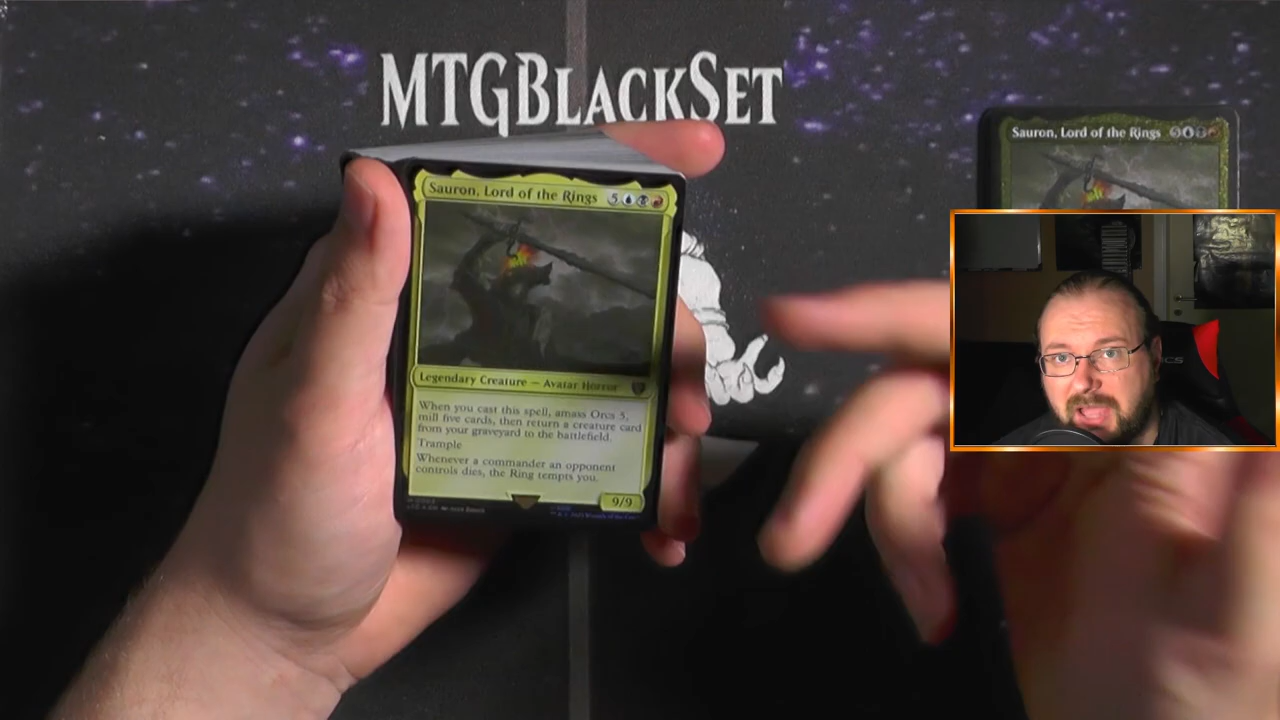 MTGBlackSet
Sauron, Lord of the Rings 5
Sauron, Lord of the Rings 5
Legendary Creature — Avatar Horror
When you cast this spell, amass Orcs 5,
mill five cards, then return a creature card
from your graveyard to the battlefield.
Trample
Whenever a commander an opponent
controls dies, the Ring tempts you.
9/9